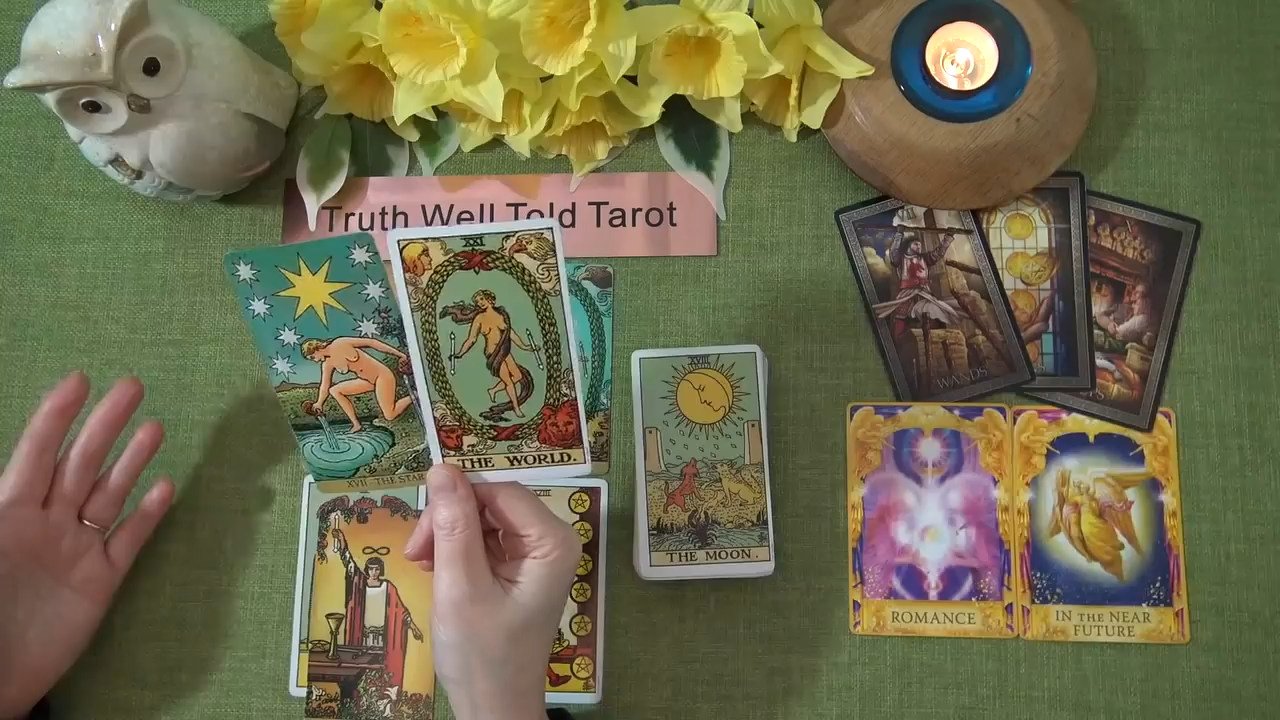 Truth Well Told Tarot
XXI
THE WORLD.
XVII THE STAR
XVIII
THE MOON.
WANDS
ROMANCE
IN THE NEAR
FUTURE